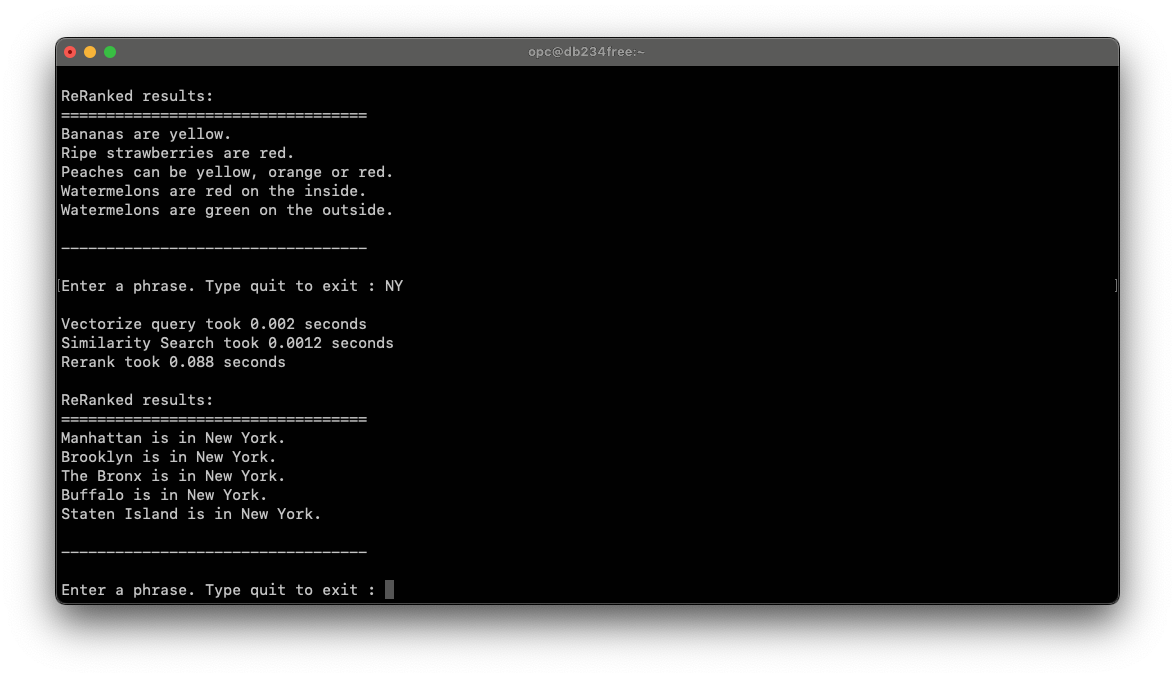 opc@db234free:~
ReRanked results:
==================================
Bananas are yellow.
Ripe strawberries are red.
Peaches can be yellow, orange or red.
Watermelons are red on the inside.
Watermelons are green on the outside.
----------------------------------
[Enter a phrase. Type quit to exit : NY ]
Vectorize query took 0.002 seconds
Similarity Search took 0.0012 seconds
Rerank took 0.088 seconds
ReRanked results:
==================================
Manhattan is in New York.
Brooklyn is in New York.
The Bronx is in New York.
Buffalo is in New York.
Staten Island is in New York.
----------------------------------
Enter a phrase. Type quit to exit :